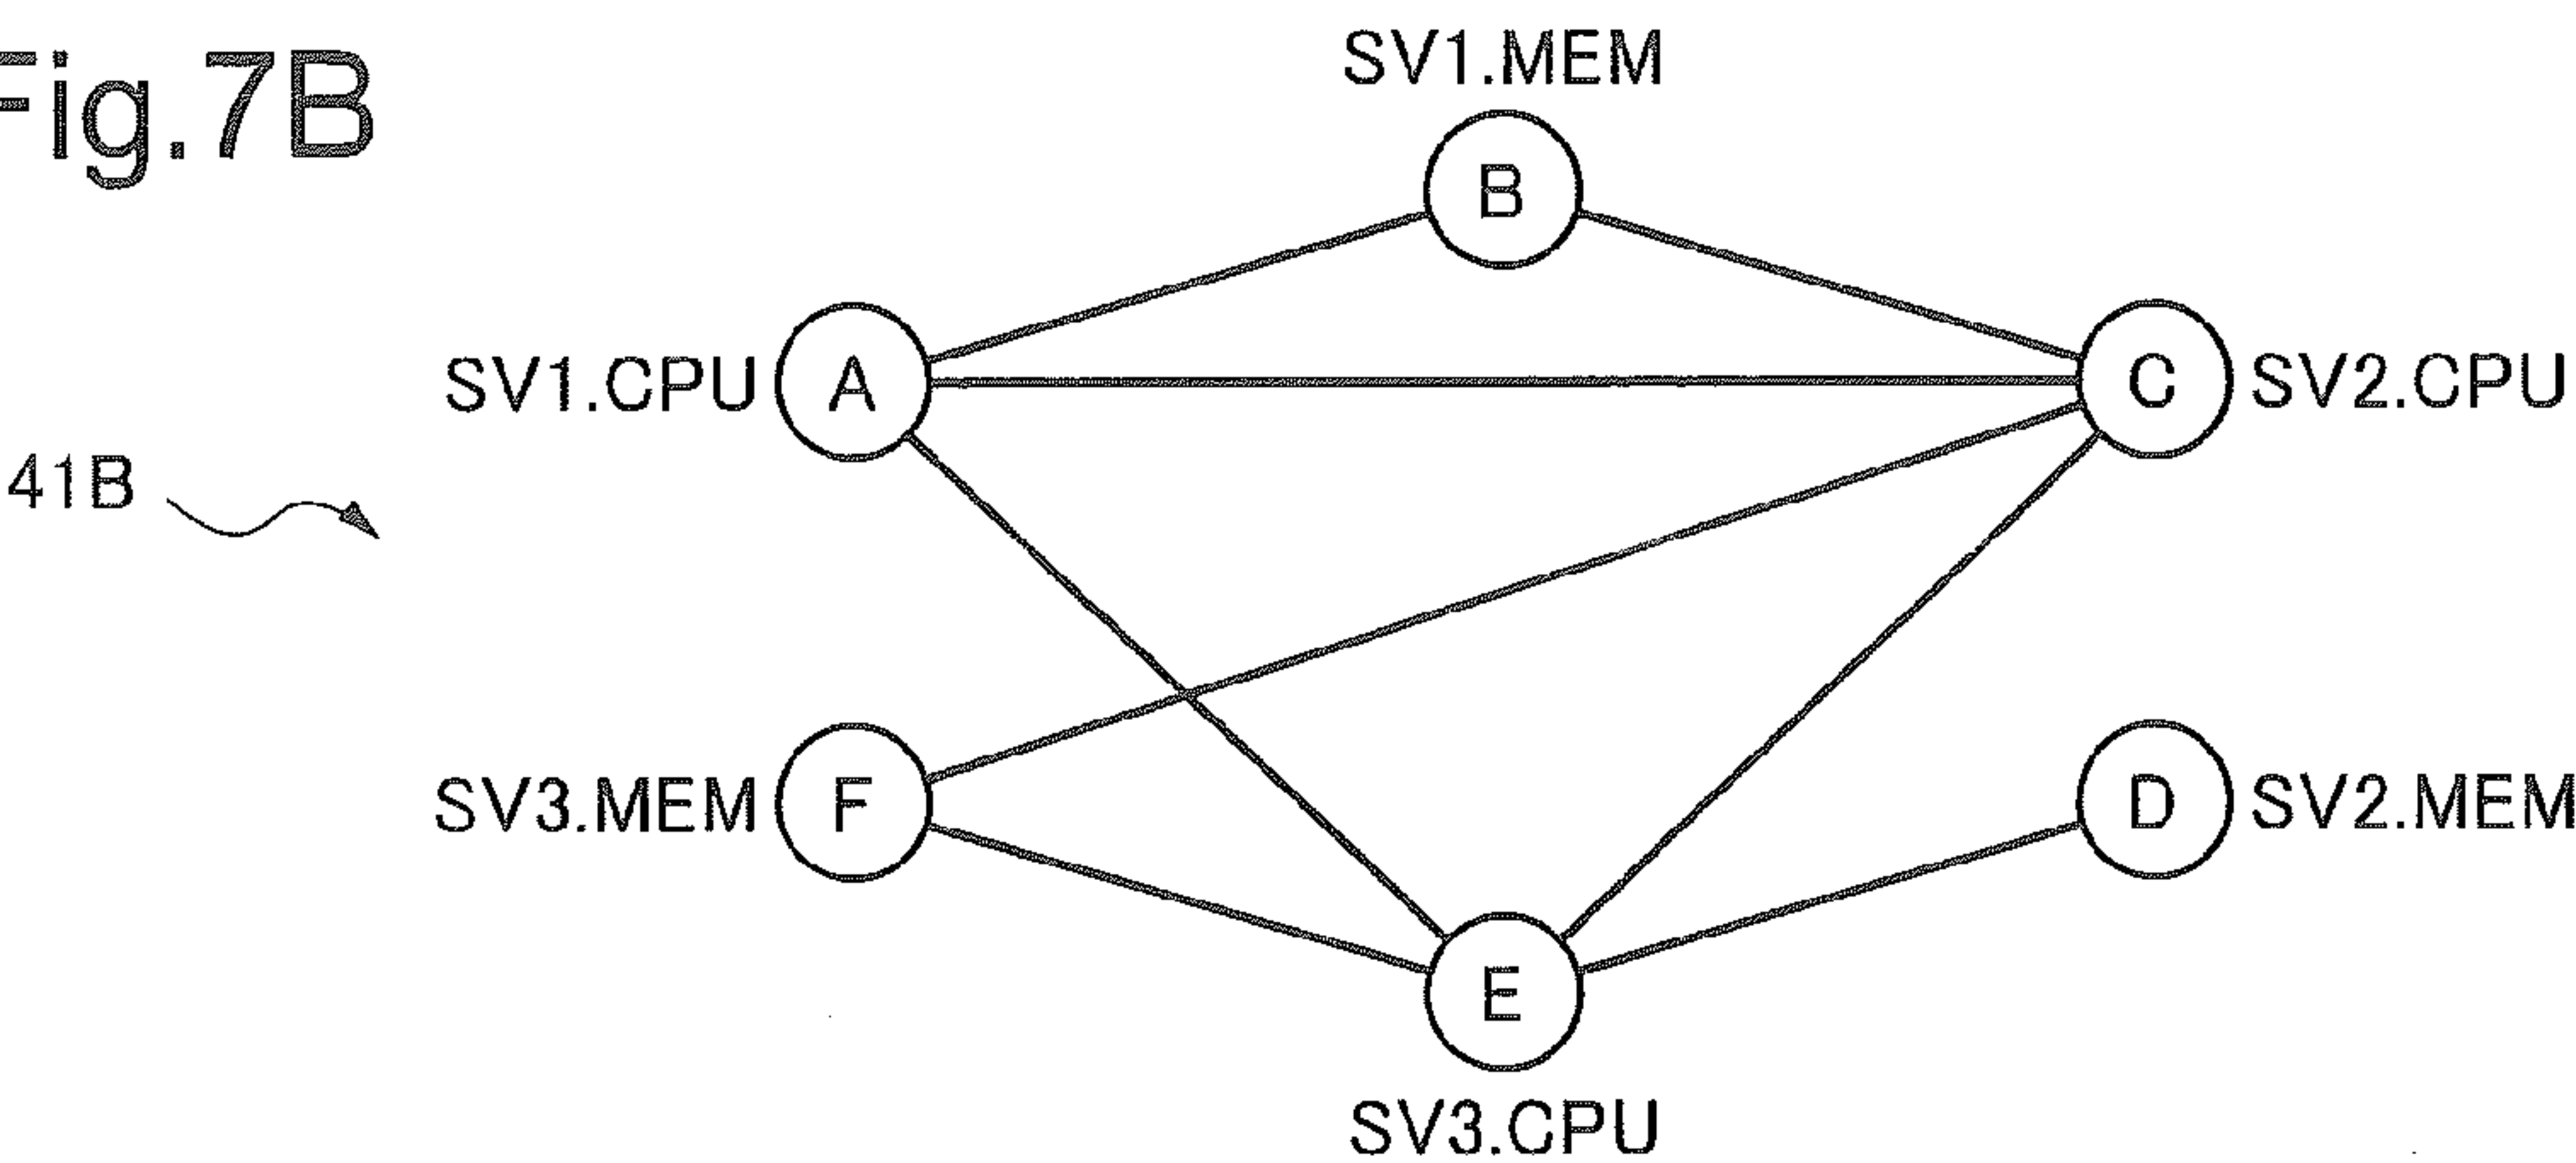 Fig.7B
SV1.MEM
B
SV1.CPU
A
C
SV2.CPU
41B
SV3.MEM
F
D
SV2.MEM
E
SV3.CPU